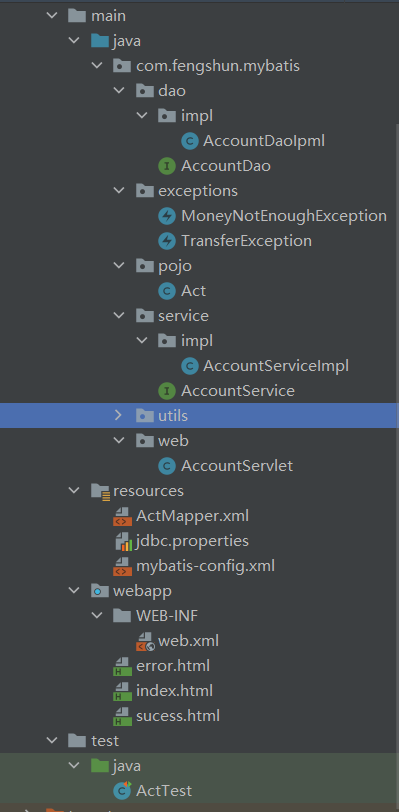 main
java
com.fengshun.mybatis
dao
impl
AccountDaoIpml
AccountDao
exceptions
MoneyNotEnoughException
TransferException
pojo
Act
service
impl
AccountServiceImpl
AccountService
utils
web
AccountServlet
resources
ActMapper.xml
jdbc.properties
mybatis-config.xml
webapp
WEB-INF
web.xml
error.html
index.html
sucess.html
test
java
ActTest